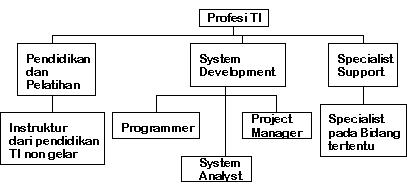 Profesi TI
Pendidikan
dan
Pelatihan
System
Development
Specialist
Support
Instruktur
dari pendidikan
TI non gelar
Programmer
System
Analyst
Project
Manager
Specialist
pada Bidang
tertentu